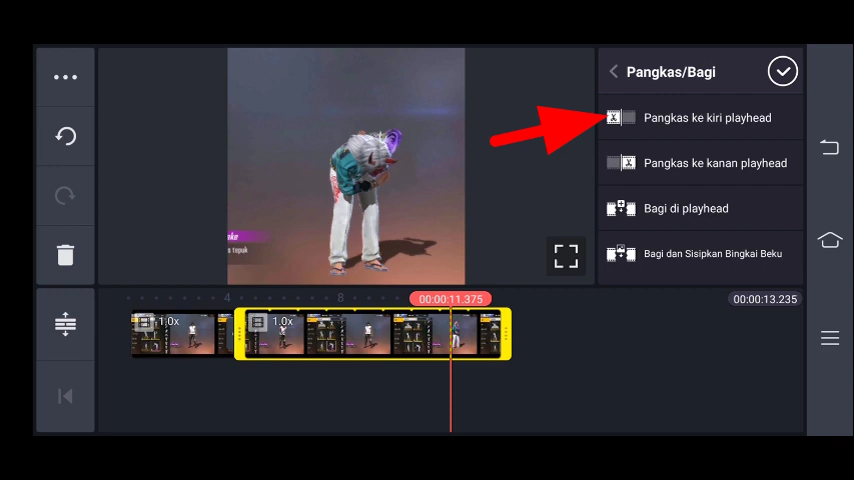 Pangkas/Bagi
Pangkas ke kiri playhead
Pangkas ke kanan playhead
Bagi di playhead
Bagi dan Sisipkan Bingkai Beku
a tepuk
4
8
00:00:11.375
00:00:13.235
1.0x
1.0x